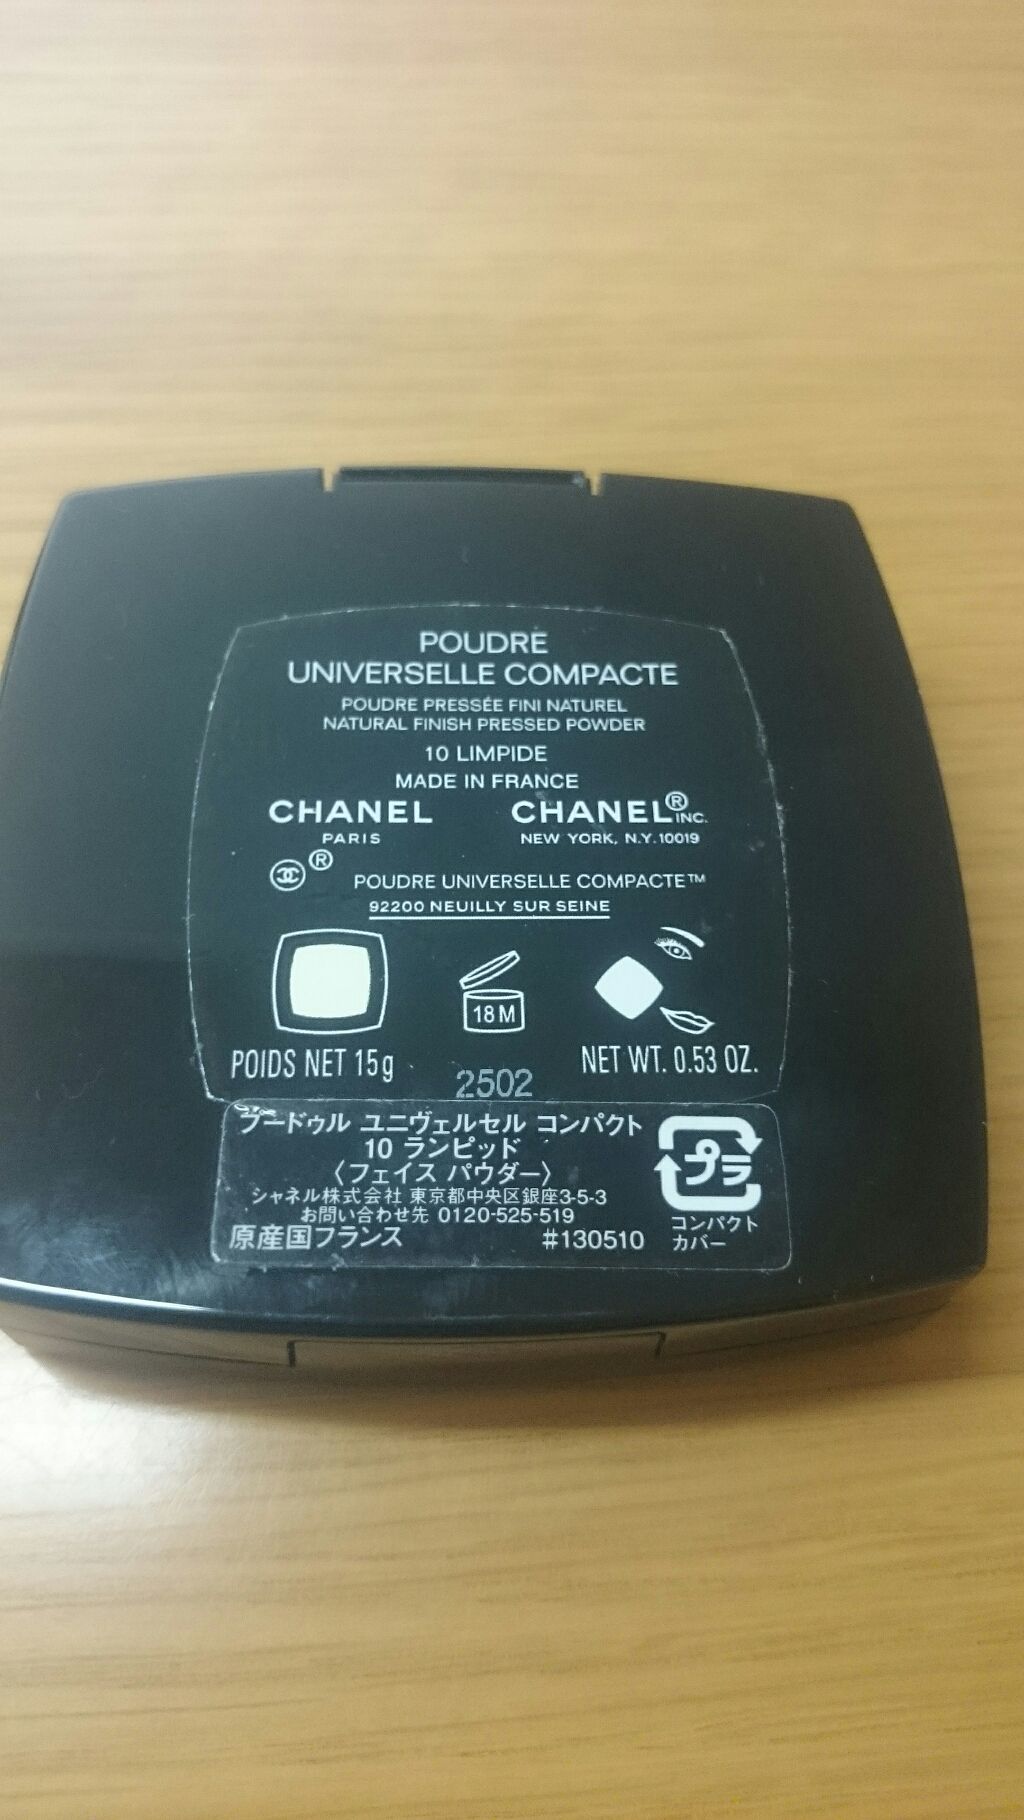 POUDRE
UNIVERSELLE COMPACTE
POUDRE PRESSÉE FINI NATUREL
NATURAL FINISH PRESSED POWDER
10 LIMPIDE
MADE IN FRANCE
CHANEL CHANEL® INC.
PARIS NEW YORK, N.Y. 10019
® POUDRE UNIVERSELLE COMPACTE™
92200 NEUILLY SUR SEINE
18M
POIDS NET 15g NET WT. 0.53 OZ.
2502
プードゥル ユニヴェルセル コンパクト
10 ランピッド
〈フェイス パウダー〉
シャネル株式会社 東京都中央区銀座3-5-3
お問い合わせ先 0120-525-519
原産国フランス #130510
プラ
コンパクト
カバー